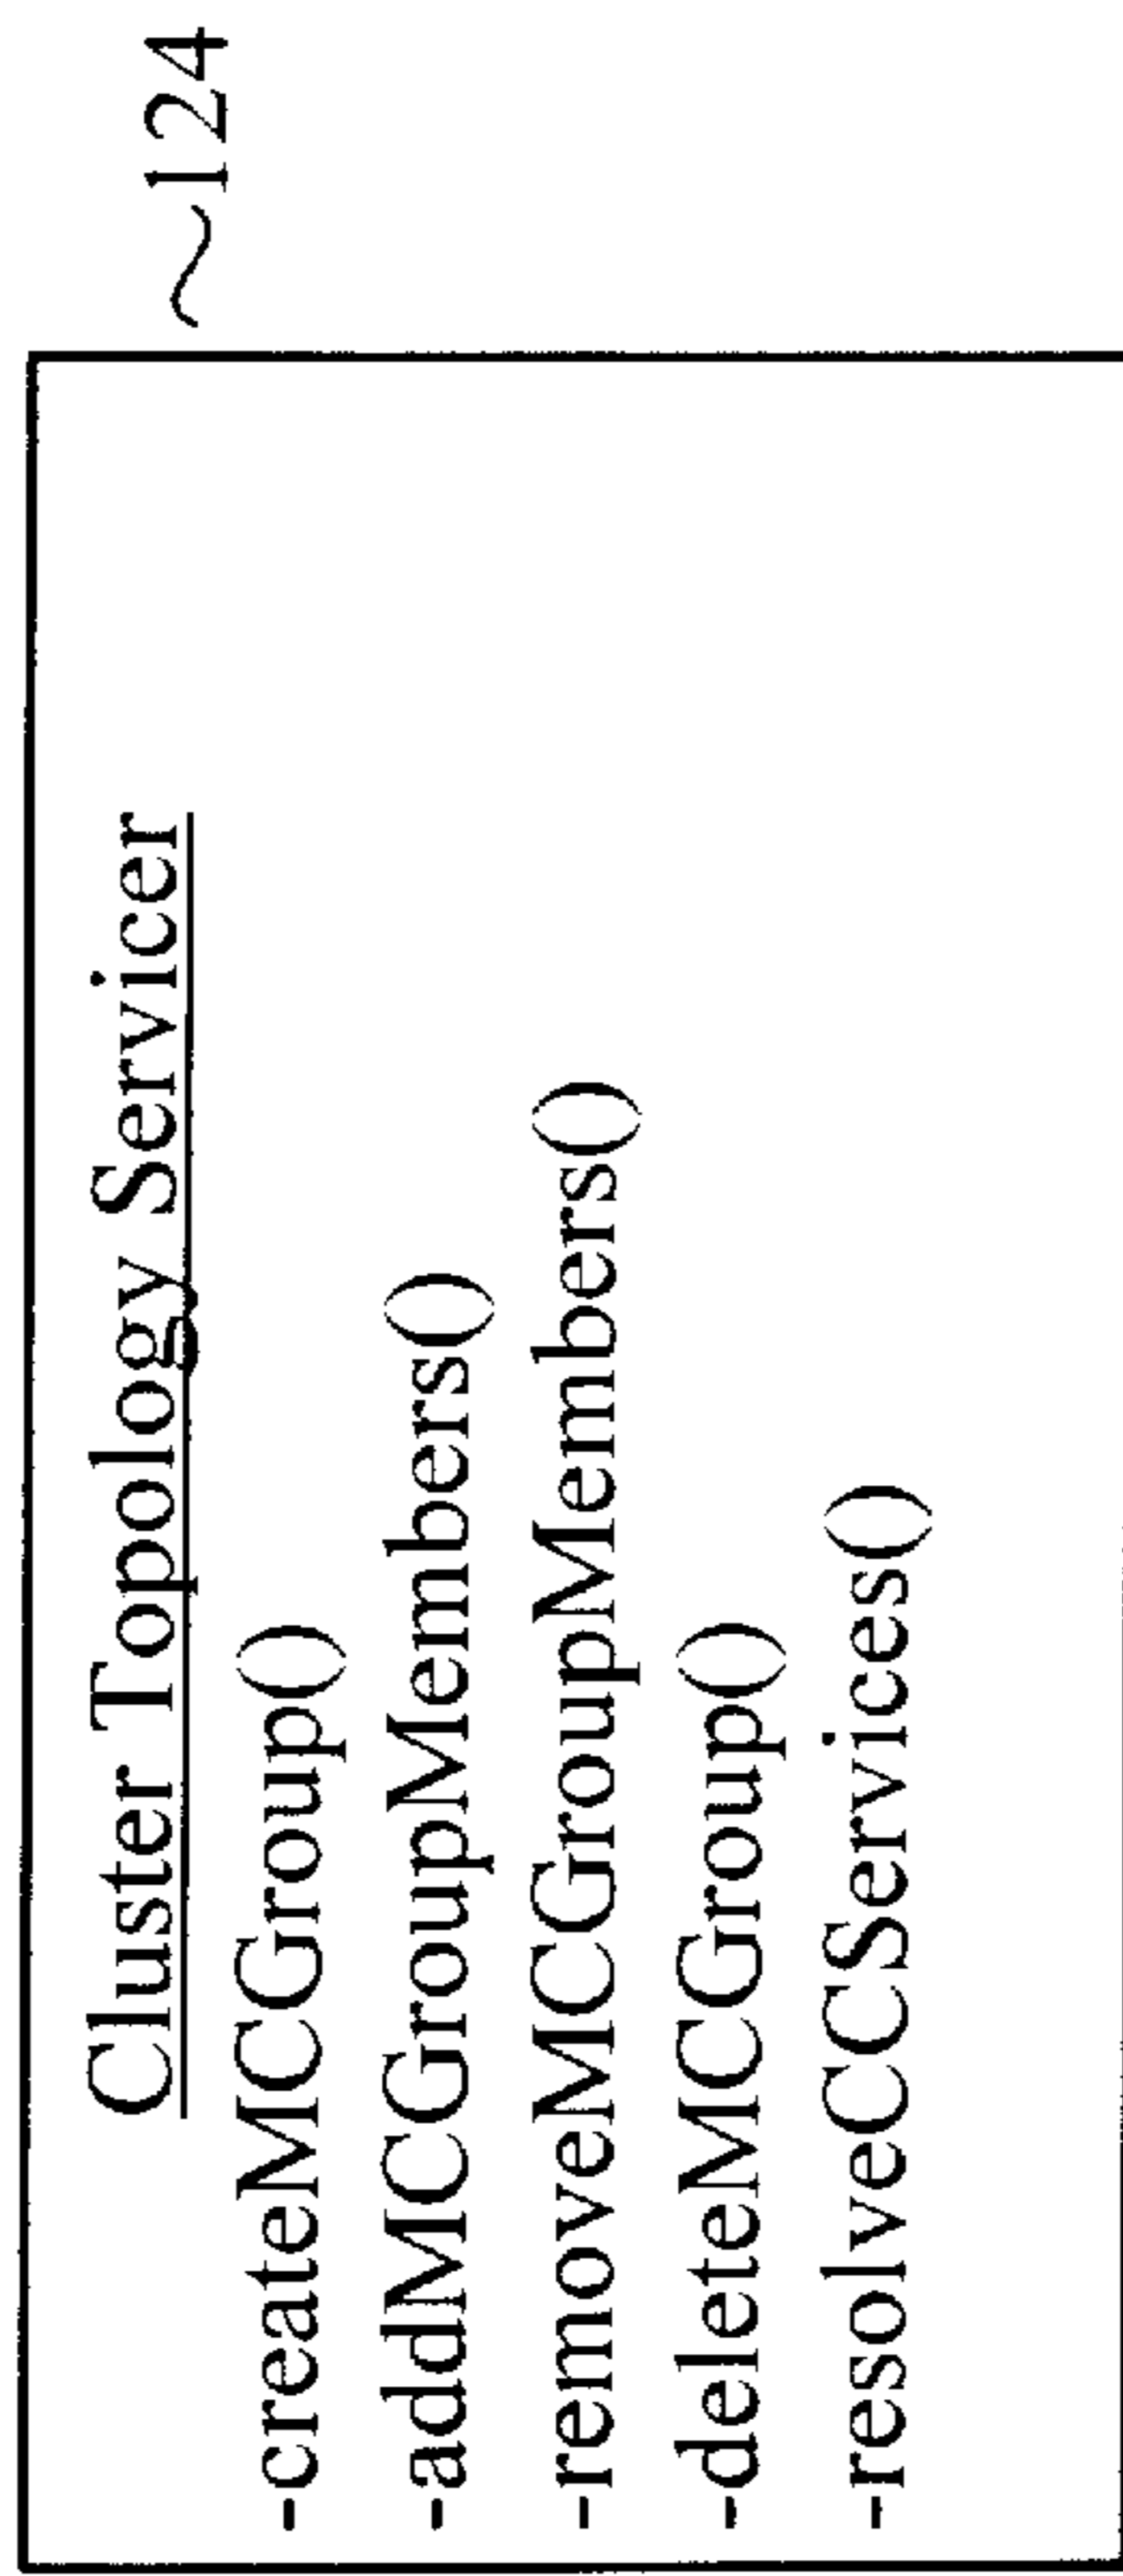 Cluster Topology Servicer
-createMCGroup()
-addMCGroupMembers()
-removeMCGroupMembers()
-deleteMCGroup()
-resolveCCServices()
~124